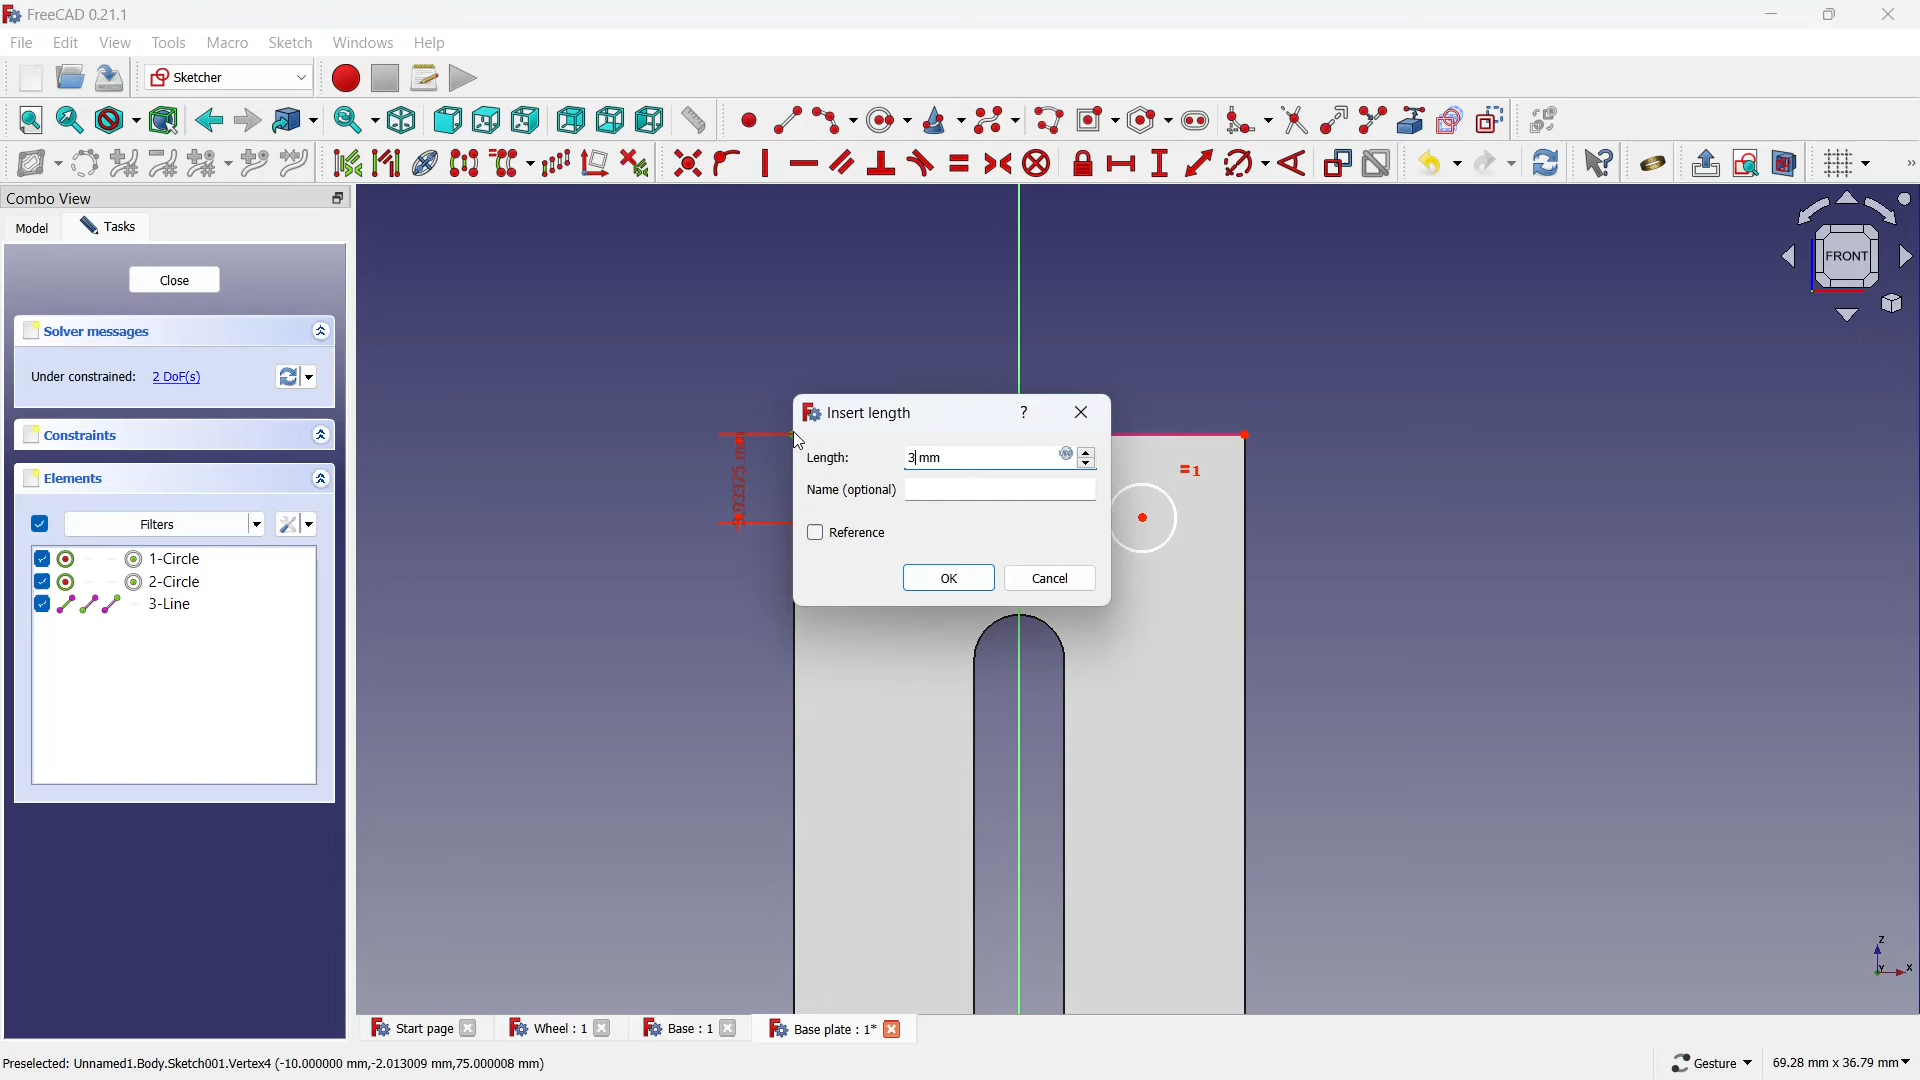 FreeCAD 0.21.1
File Edit View Tools Macro Sketch Windows Help
Sketcher
Combo View
Model Tasks
Close
Solver messages
Under constrained: 2 DoF(s)
Constraints
Elements
Filters
1-Circle
2-Circle
3-Line
FRONT
Insert length ?
Length: 3 mm
Name (optional)
Reference
OK Cancel
=1
Z
Y X
Start page Wheel : 1 Base : 1 Base plate : 1*
Preselected: Unnamed1.Body.Sketch001.Vertex4 (-10.000000 mm,-2.013009 mm,75.000008 mm)
Gesture 69.28 mm x 36.79 mm